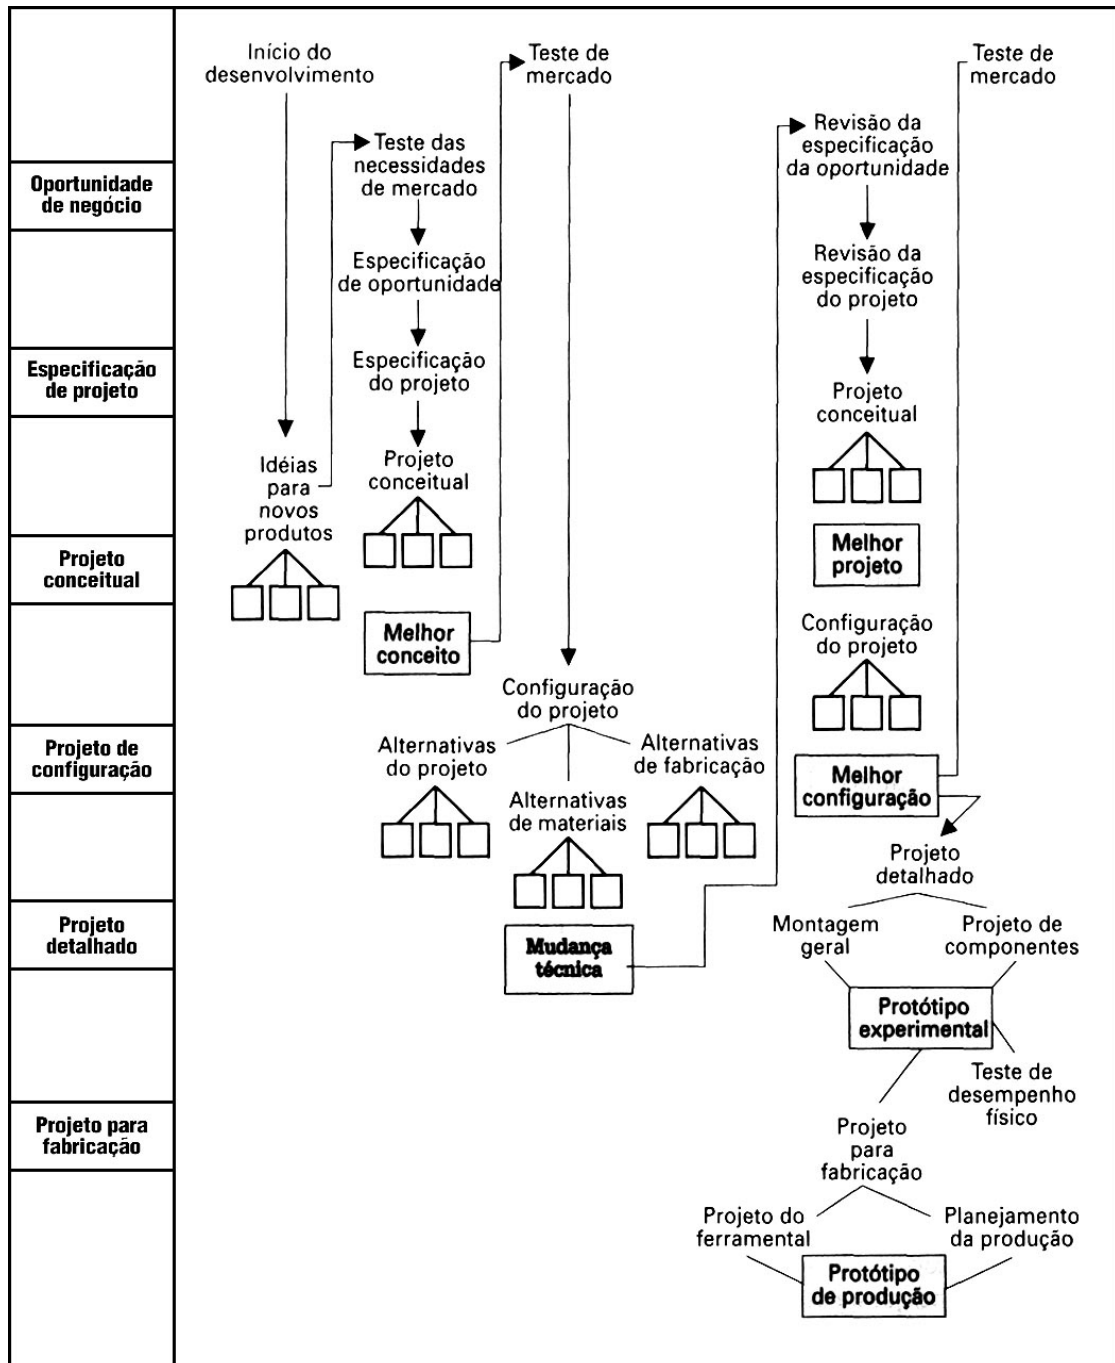 Oportunidade
de negócio
Especificação
de projeto
Projeto
conceitual
Projeto de
configuração
Projeto
detalhado
Projeto para
fabricação
Início do
desenvolvimento
Idéias
para
novos
produtos
Teste das
necessidades
de mercado
Especificação
de oportunidade
Especificação
do projeto
Projeto
conceitual
Melhor
conceito
Teste de
mercado
Configuração
do projeto
Alternativas
do projeto
Alternativas
de materiais
Alternativas
de fabricação
Mudança
técnica
Revisão da
especificação
da oportunidade
Revisão da
especificação
do projeto
Projeto
conceitual
Melhor
projeto
Configuração
do projeto
Melhor
configuração
Teste de
mercado
Projeto
detalhado
Montagem
geral
Projeto de
componentes
Protótipo
experimental
Teste de
desempenho
físico
Projeto
para
fabricação
Projeto do
ferramental
Planejamento
da produção
Protótipo
de produção